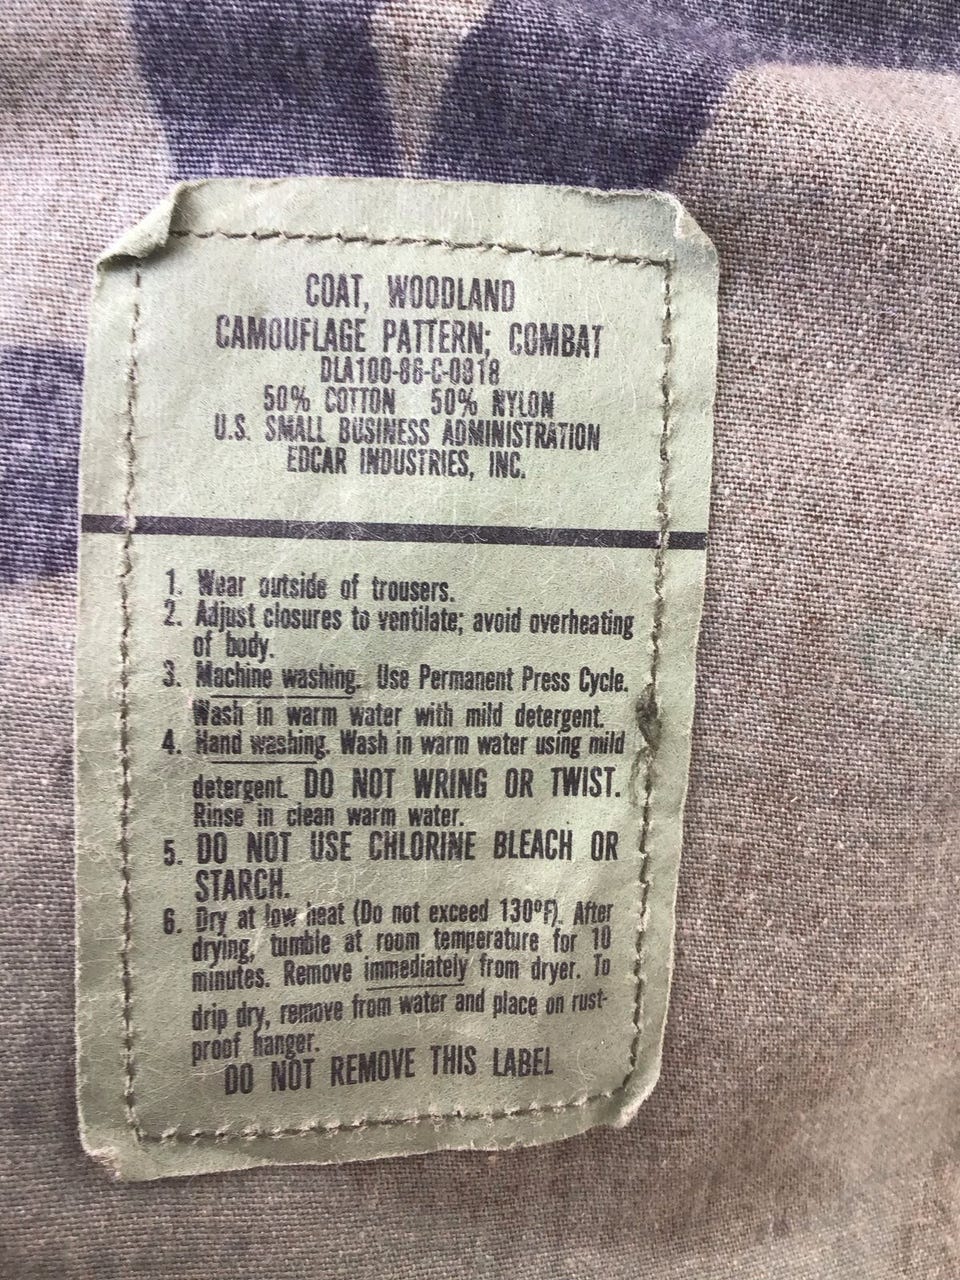 COAT, WOODLAND
CAMOUFLAGE PATTERN; COMBAT
DLA100-86-C-0318
50% COTTON 50% NYLON
U.S. SMALL BUSINESS ADMINISTRATION
EDCAR INDUSTRIES, INC.
1. Wear outside of trousers.
2. Adjust closures to ventilate; avoid overheating
of body.
3. Machine washing. Use Permanent Press Cycle.
Wash in warm water with mild detergent.
4. Hand washing. Wash in warm water using mild
detergent. DO NOT WRING OR TWIST.
Rinse in clean warm water.
5. DO NOT USE CHLORINE BLEACH OR
STARCH.
6. Dry at low heat (Do not exceed 130ºF). After
drying, tumble at room temperature for 10
minutes. Remove immediately from dryer. To
drip dry, remove from water and place on rust-
proof hanger.
DO NOT REMOVE THIS LABEL